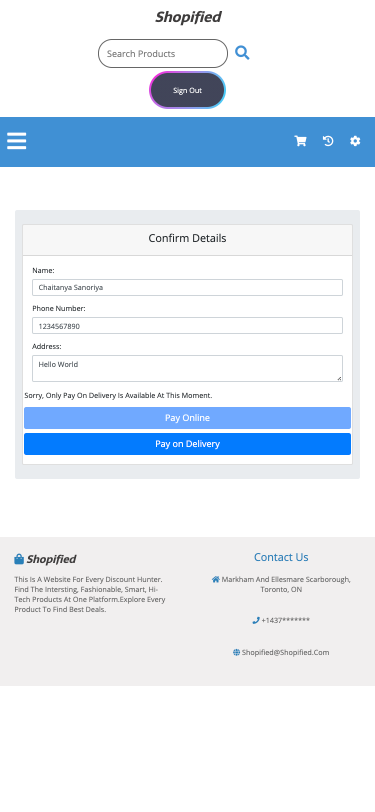 Shopified
Search Products
Sign Out
Confirm Details
Name:
Chaitanya Sanoriya
Phone Number:
1234567890
Address:
Hello World
Sorry, Only Pay On Delivery Is Available At This Moment.
Pay Online
Pay on Delivery
Shopified
This Is A Website For Every Discount Hunter.
Find The Intersting, Fashionable, Smart, Hi-
Tech Products At One Platform.Explore Every
Product To Find Best Deals.
Contact Us
Markham And Ellesmare Scarborough,
Toronto, ON
+1437*******
Shopified@Shopified.Com